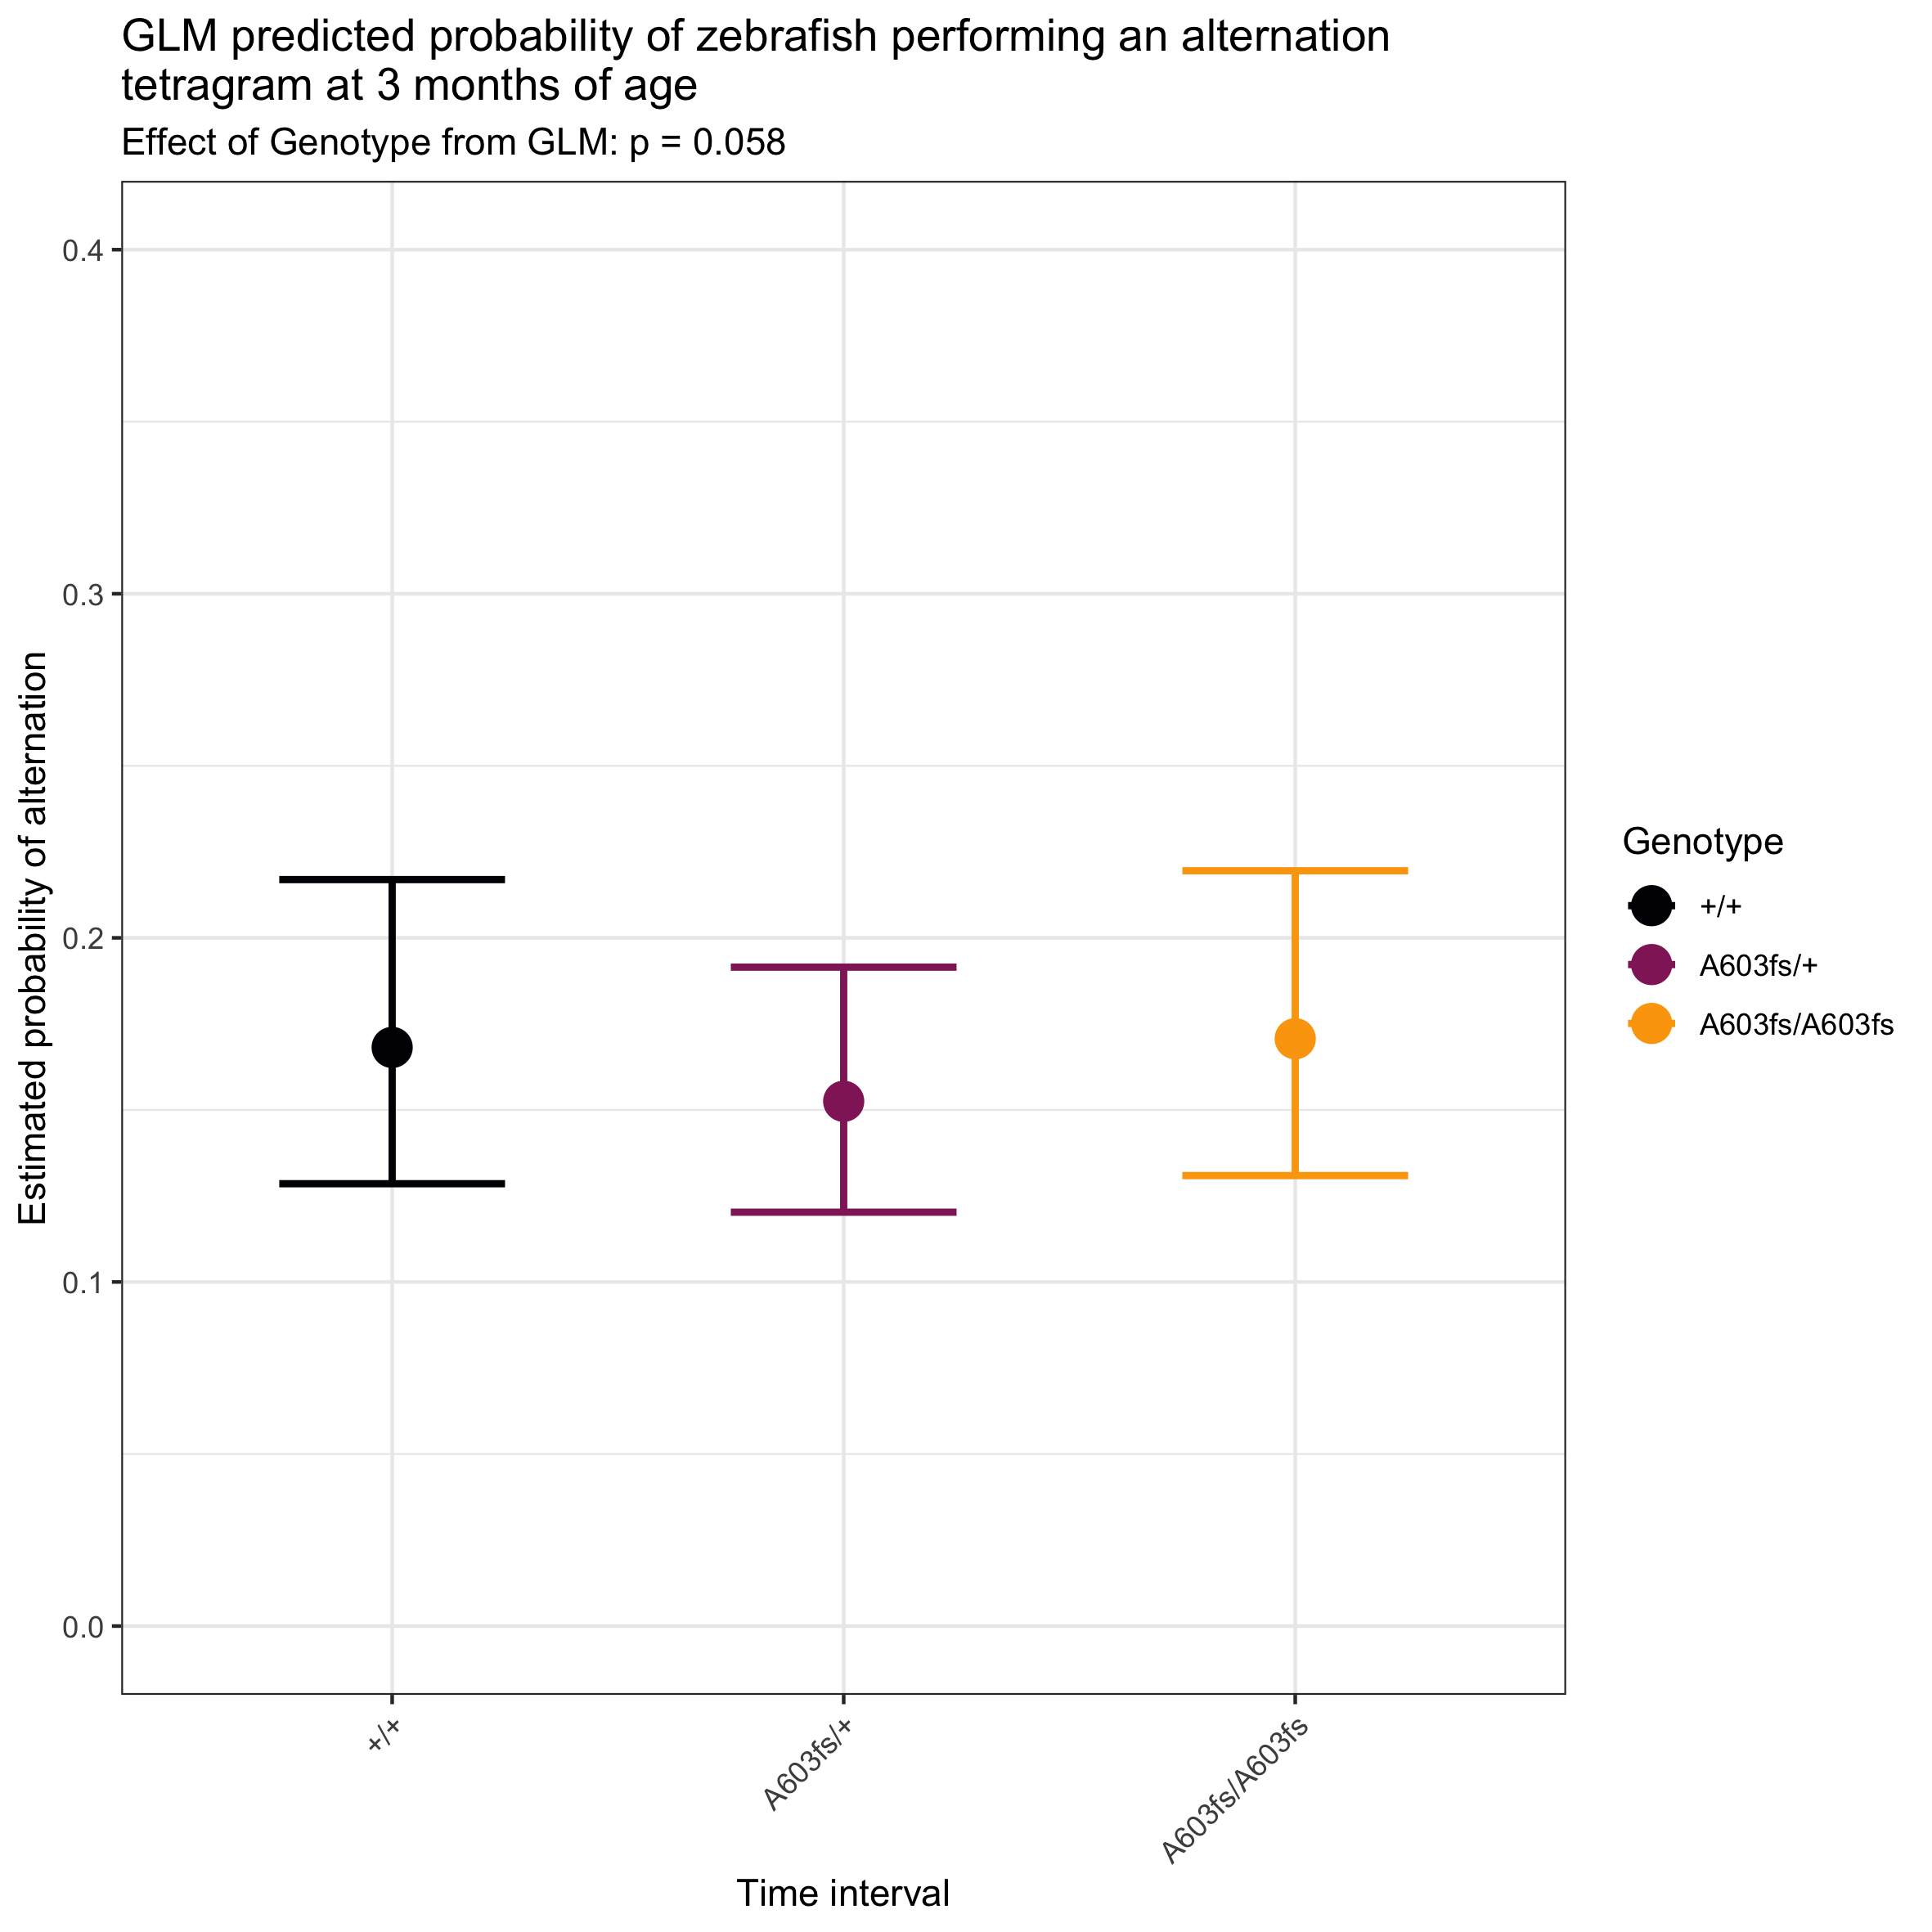 GLM predicted probability of zebrafish performing an alternation
tetragram at 3 months of age
Effect of Genotype from GLM: p = 0.058
Estimated probability of alternation
0.4
0.3
0.2
0.1
0.0
+/+
A603fs/+
A603fs/A603fs
Time interval
Genotype
+/+
A603fs/+
A603fs/A603fs